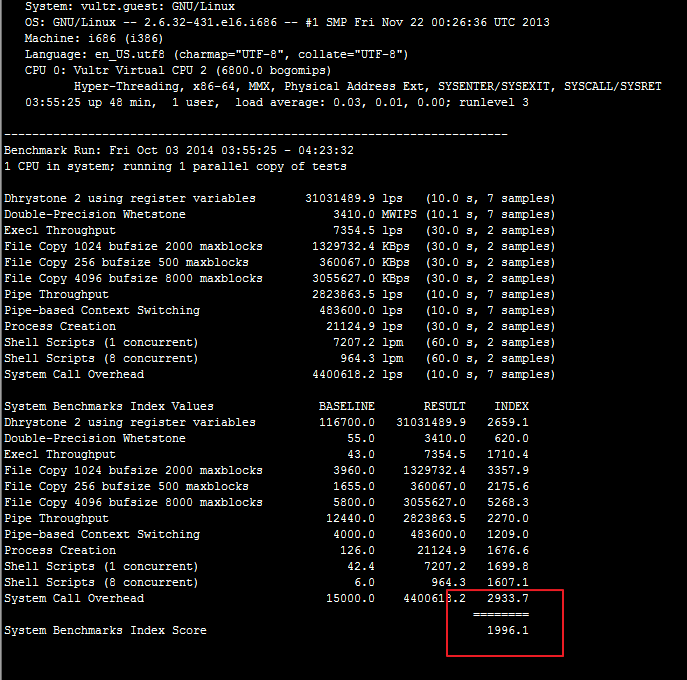 System: vultr.guest: GNU/Linux
OS: GNU/Linux -- 2.6.32-431.el6.i686 -- #1 SMP Fri Nov 22 00:26:36 UTC 2013
Machine: i686 (i386)
Language: en_US.utf8 (charmap="UTF-8", collate="UTF-8")
CPU 0: Vultr Virtual CPU 2 (6800.0 bogomips)
Hyper-Threading, x86-64, MMX, Physical Address Ext, SYSENTER/SYSEXIT, SYSCALL/SYSRET
03:55:25 up 48 min,  1 user,  load average: 0.03, 0.01, 0.00; runlevel 3
------------------------------------------------------------------------
Benchmark Run: Fri Oct 03 2014 03:55:25 - 04:23:32
1 CPU in system; running 1 parallel copy of tests
Dhrystone 2 using register variables       31031489.9 lps   (10.0 s, 7 samples)
Double-Precision Whetstone                     3410.0 MWIPS (10.1 s, 7 samples)
Execl Throughput                               7354.5 lps   (30.0 s, 2 samples)
File Copy 1024 bufsize 2000 maxblocks       1329732.4 KBps  (30.0 s, 2 samples)
File Copy 256 bufsize 500 maxblocks          360067.0 KBps  (30.0 s, 2 samples)
File Copy 4096 bufsize 8000 maxblocks       3055627.0 KBps  (30.0 s, 2 samples)
Pipe Throughput                             2823863.5 lps   (10.0 s, 7 samples)
Pipe-based Context Switching                 483600.0 lps   (10.0 s, 7 samples)
Process Creation                              21124.9 lps   (30.0 s, 2 samples)
Shell Scripts (1 concurrent)                   7207.2 lpm   (60.0 s, 2 samples)
Shell Scripts (8 concurrent)                    964.3 lpm   (60.0 s, 2 samples)
System Call Overhead                        4400618.2 lps   (10.0 s, 7 samples)
System Benchmarks Index Values               BASELINE       RESULT    INDEX
Dhrystone 2 using register variables         116700.0   31031489.9   2659.1
Double-Precision Whetstone                       55.0       3410.0    620.0
Execl Throughput                                 43.0       7354.5   1710.4
File Copy 1024 bufsize 2000 maxblocks          3960.0    1329732.4   3357.9
File Copy 256 bufsize 500 maxblocks            1655.0     360067.0   2175.6
File Copy 4096 bufsize 8000 maxblocks          5800.0    3055627.0   5268.3
Pipe Throughput                               12440.0    2823863.5   2270.0
Pipe-based Context Switching                   4000.0     483600.0   1209.0
Process Creation                                126.0      21124.9   1676.6
Shell Scripts (1 concurrent)                     42.4       7207.2   1699.8
Shell Scripts (8 concurrent)                      6.0        964.3   1607.1
System Call Overhead                          15000.0    4400618.2   2933.7
========
System Benchmarks Index Score                                        1996.1